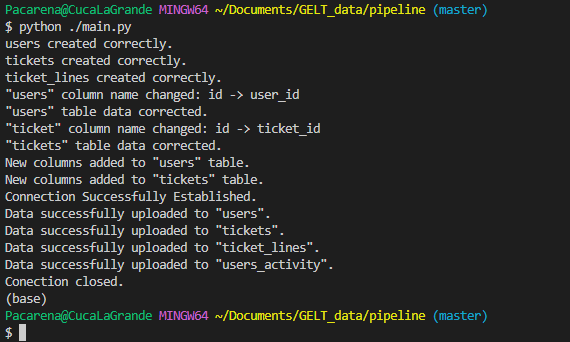 Pacarena@CucaLaGrande MINGW64 ~/Documents/GELT_data/pipeline (master)
$ python ./main.py
users created correctly.
tickets created correctly.
ticket_lines created correctly.
"users" column name changed: id -> user_id
"users" table data corrected.
"ticket" column name changed: id -> ticket_id
"tickets" table data corrected.
New columns added to "users" table.
New columns added to "tickets" table.
Connection Successfully Established.
Data successfully uploaded to "users".
Data successfully uploaded to "tickets".
Data successfully uploaded to "ticket_lines".
Data successfully uploaded to "users_activity".
Conection closed.
(base)
Pacarena@CucaLaGrande MINGW64 ~/Documents/GELT_data/pipeline (master)
$